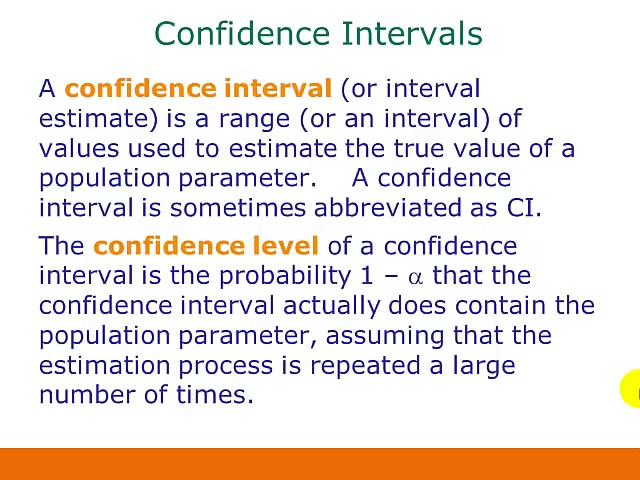 Confidence Intervals
A confidence interval (or interval
estimate) is a range (or an interval) of
values used to estimate the true value of a
population parameter. A confidence
interval is sometimes abbreviated as CI.
The confidence level of a confidence
interval is the probability 1 – α that the
confidence interval actually does contain the
population parameter, assuming that the
estimation process is repeated a large
number of times.